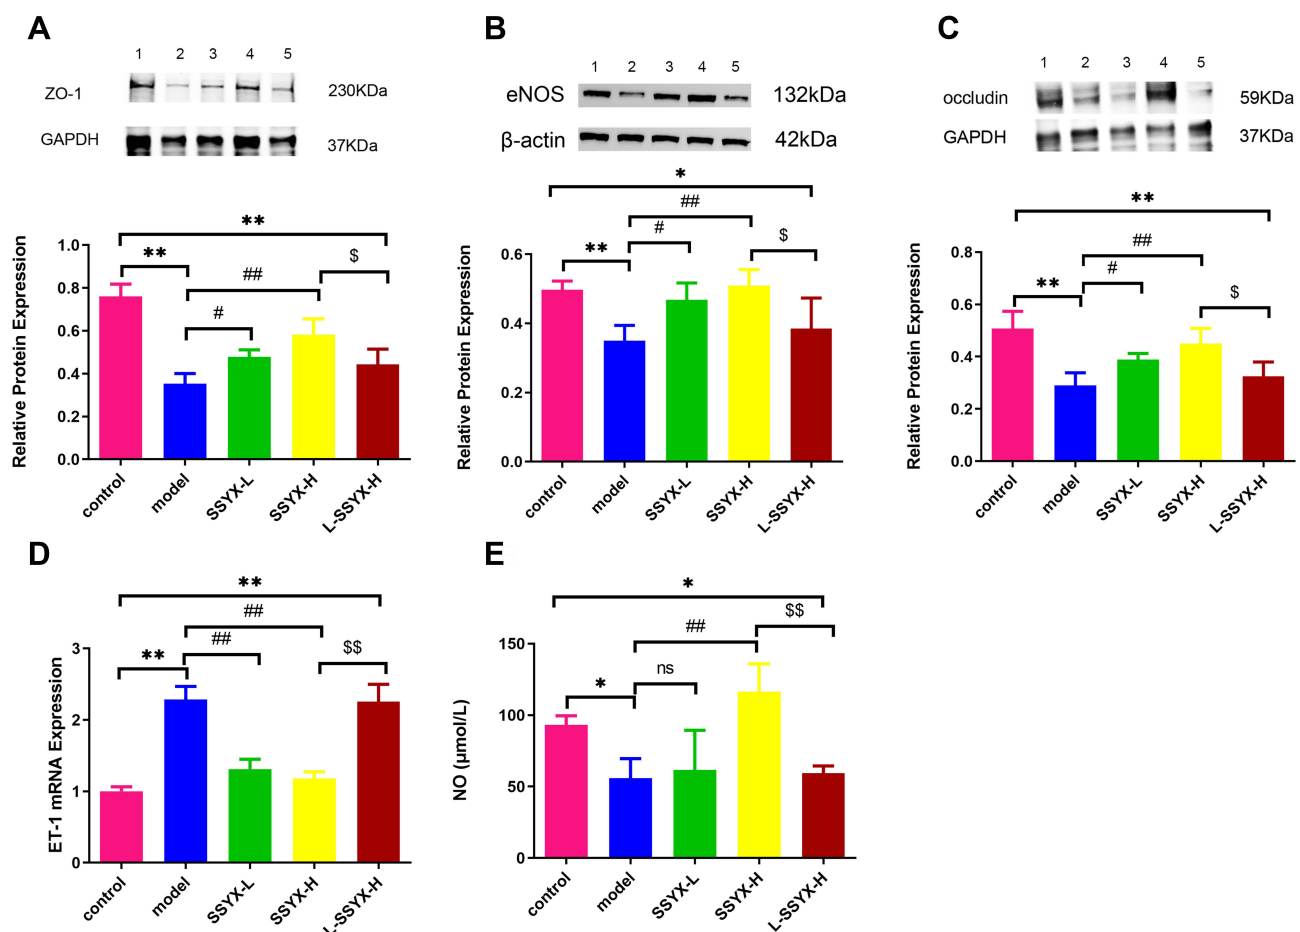 A
1 2 3 4 5
ZO-1 230KDa
GAPDH 37KDa
**
** ## $
#
Relative Protein Expression
1.0
0.8
0.6
0.4
0.2
0.0
control model SSYX-L SSYX-H L-SSYX-H
B
1 2 3 4 5
eNOS 132kDa
β-actin 42kDa
*
##
** # $
Relative Protein Expression
0.6
0.4
0.2
0.0
control model SSYX-L SSYX-H L-SSYX-H
C
1 2 3 4 5
occludin 59KDa
GAPDH 37KDa
**
##
** # $
Relative Protein Expression
0.8
0.6
0.4
0.2
0.0
control model SSYX-L SSYX-H L-SSYX-H
D
**
##
** ## $$
ET-1 mRNA Expression
3
2
1
0
control model SSYX-L SSYX-H L-SSYX-H
E
*
## $$
* ns
NO (μmol/L)
150
100
50
0
control model SSYX-L SSYX-H L-SSYX-H